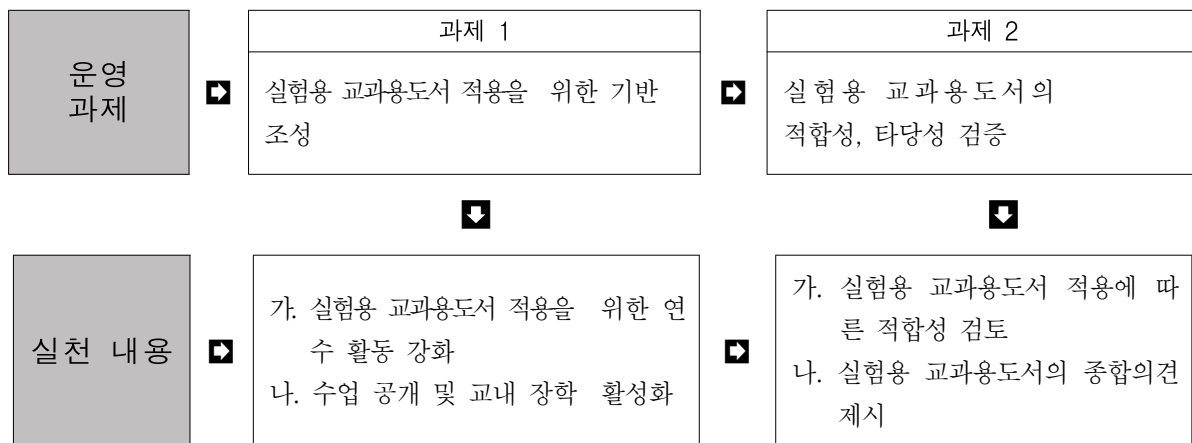 운영
과제
과제 1
실험용 교과용도서 적용을 위한 기반
조성
과제 2
실험용 교과용도서의
적합성, 타당성 검증
실천 내용
가. 실험용 교과용도서 적용을 위한 연
수 활동 강화
나. 수업 공개 및 교내 장학 활성화
가. 실험용 교과용도서 적용에 따
른 적합성 검토
나. 실험용 교과용도서의 종합의견
제시